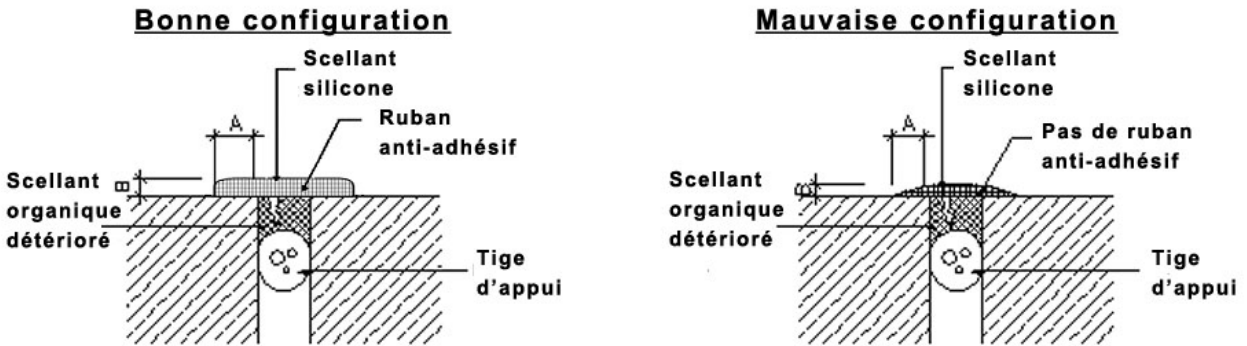 Bonne configuration
Scellant
silicone
A
Ruban
anti-adhésif
B
Scellant
organique
détérioré
Tige
d'appui
Mauvaise configuration
Scellant
silicone
A
Pas de ruban
anti-adhésif
B
Scellant
organique
détérioré
Tige
d'appui